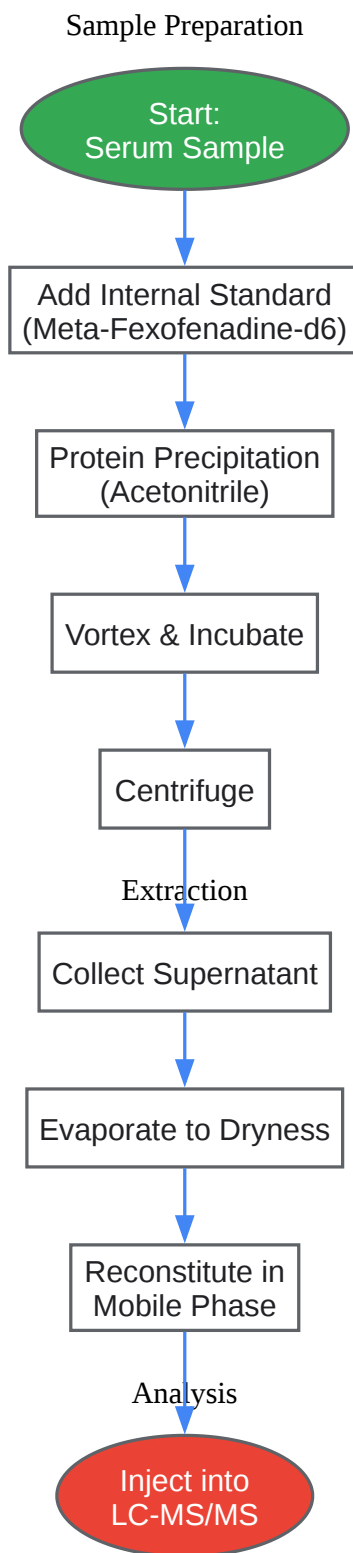 Sample Preparation
Start:
Serum Sample
Add Internal Standard
(Meta-Fexofenadine-d6)
Protein Precipitation
(Acetonitrile)
Vortex & Incubate
Centrifuge
Extraction
Collect Supernatant
Evaporate to Dryness
Reconstitute in
Mobile Phase
Analysis
Inject into
LC-MS/MS